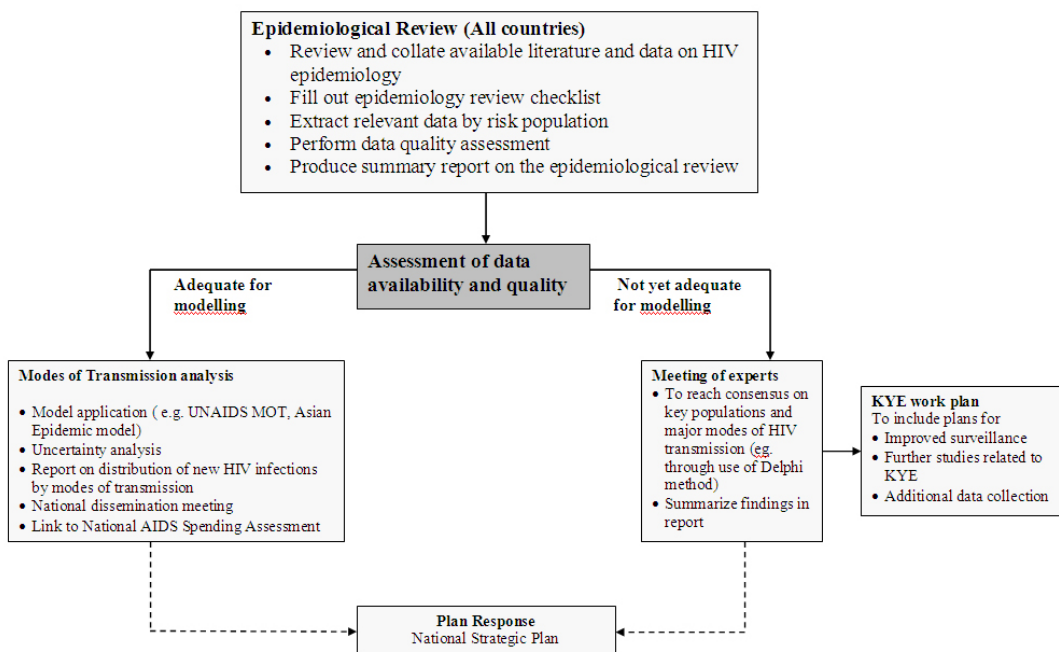 Epidemiological Review (All countries)
• Review and collate available literature and data on HIV
epidemiology
• Fill out epidemiology review checklist
• Extract relevant data by risk population
• Perform data quality assessment
• Produce summary report on the epidemiological review
Assessment of data
availability and quality
Adequate for
modelling
Not yet adequate
for modelling
Modes of Transmission analysis
• Model application ( e.g. UNAIDS MOT, Asian
Epidemic model)
• Uncertainty analysis
• Report on distribution of new HIV infections
by modes of transmission
• National dissemination meeting
• Link to National AIDS Spending Assessment
Meeting of experts
• To reach consensus on
key populations and
major modes of HIV
transmission (eg.
through use of Delphi
method)
• Summarize findings in
report
KYE work plan
To include plans for
• Improved surveillance
• Further studies related to
KYE
• Additional data collection
Plan Response
National Strategic Plan